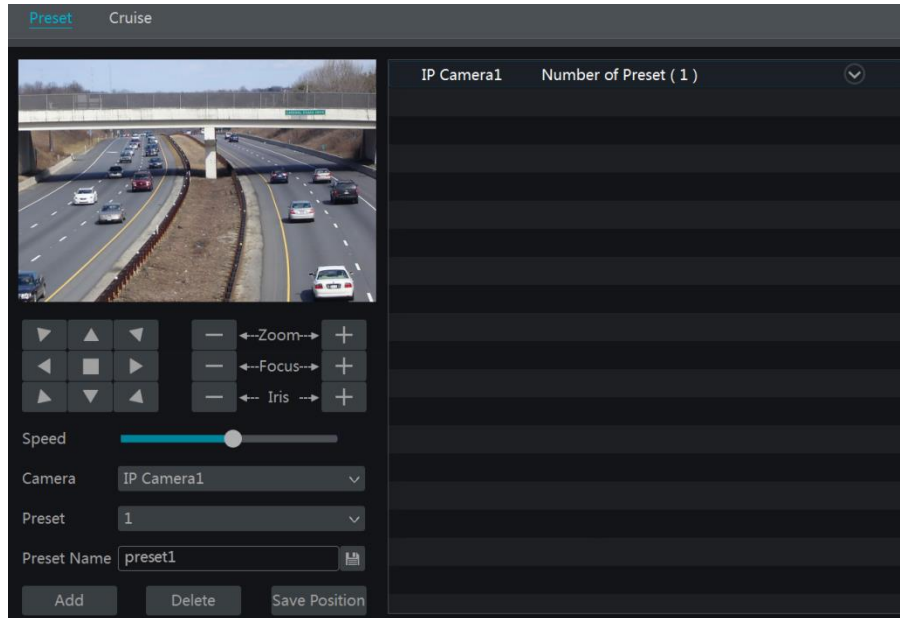 Preset Cruise
IP Camera1 Number of Preset ( 1 )
Zoom
Focus
Iris
Speed
Camera IP Camera1
Preset 1
Preset Name preset1
Add Delete Save Position